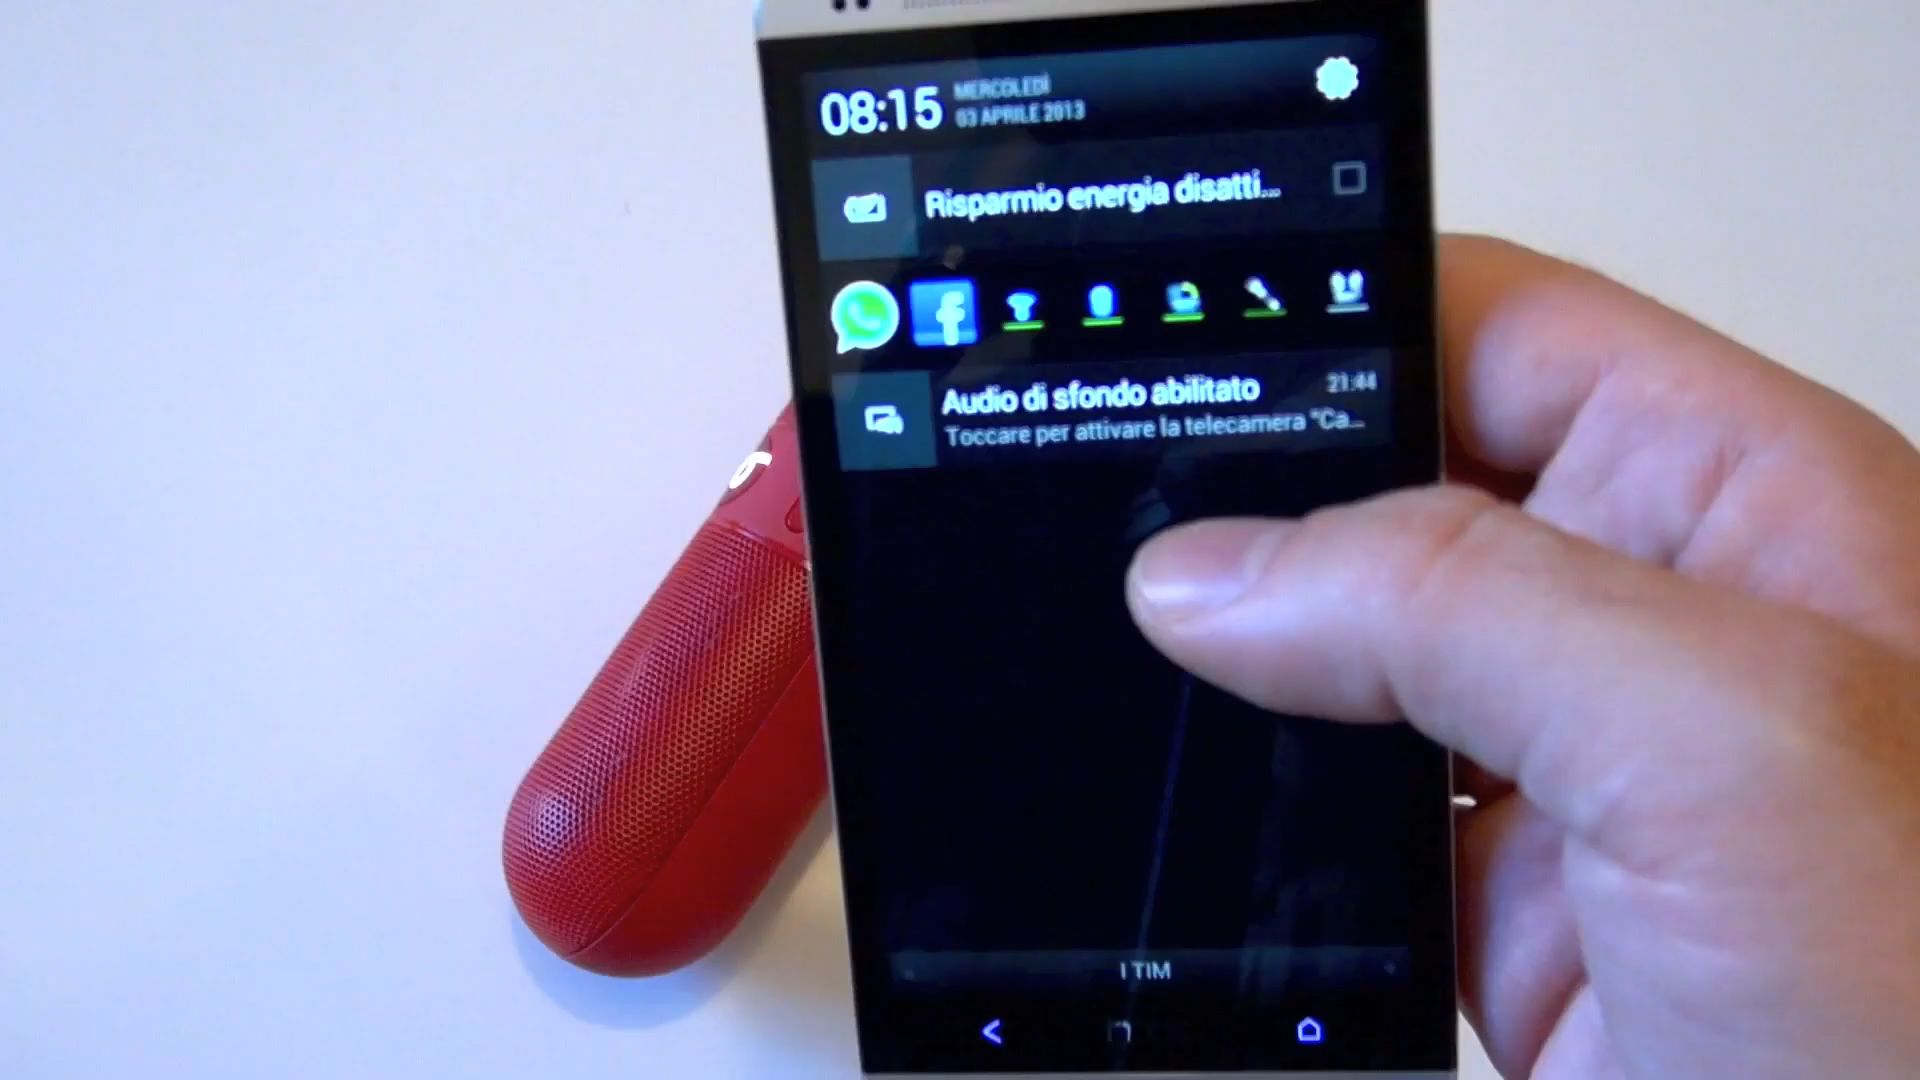 08:15
MERCOLEDÌ
03 APRILE 2013
Risparmio energia disatti...
Audio di sfondo abilitato
21:44
Toccare per attivare la telecamera "Ca...
I TIM